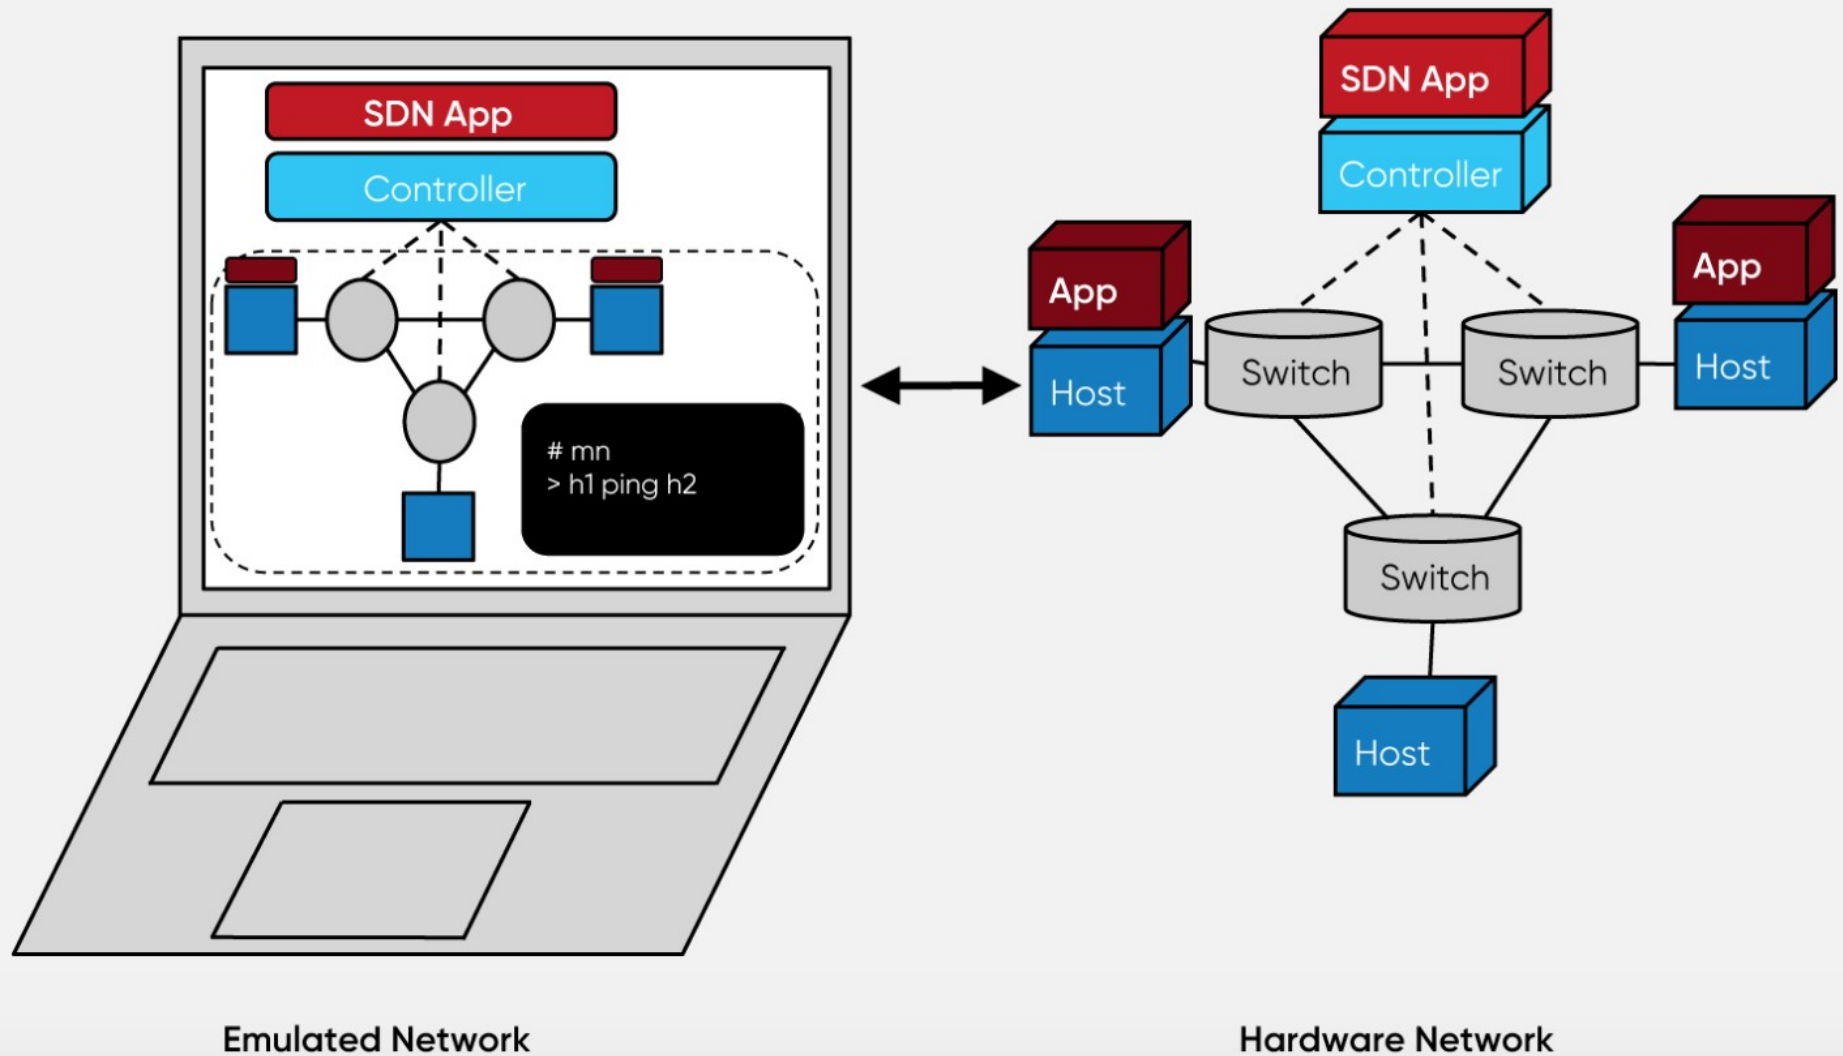 SDN App
Controller
# mn
> h1 ping h2
Emulated Network
SDN App
Controller
App
Host
Switch
Switch
App
Host
Switch
Host
Hardware Network